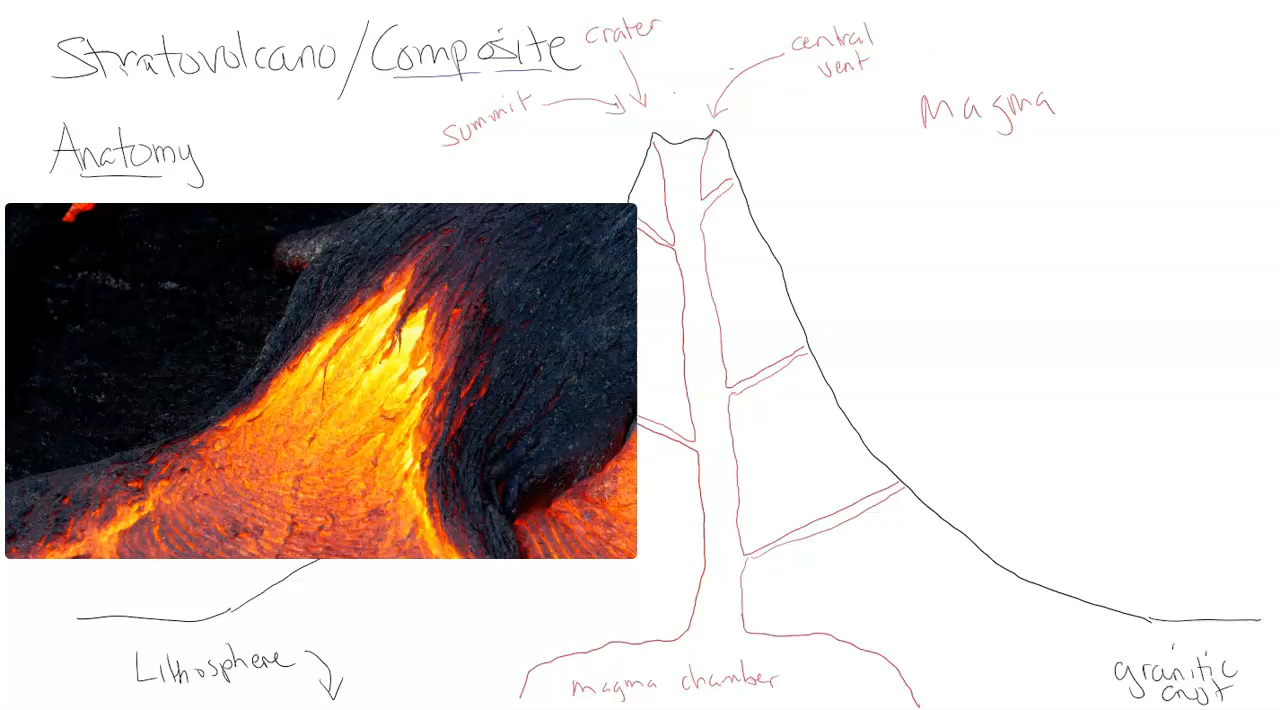 Stratovolcano/Composite
Anatomy
crater
summit
central
vent
magma
Lithosphere
magma chamber
granitic
crust